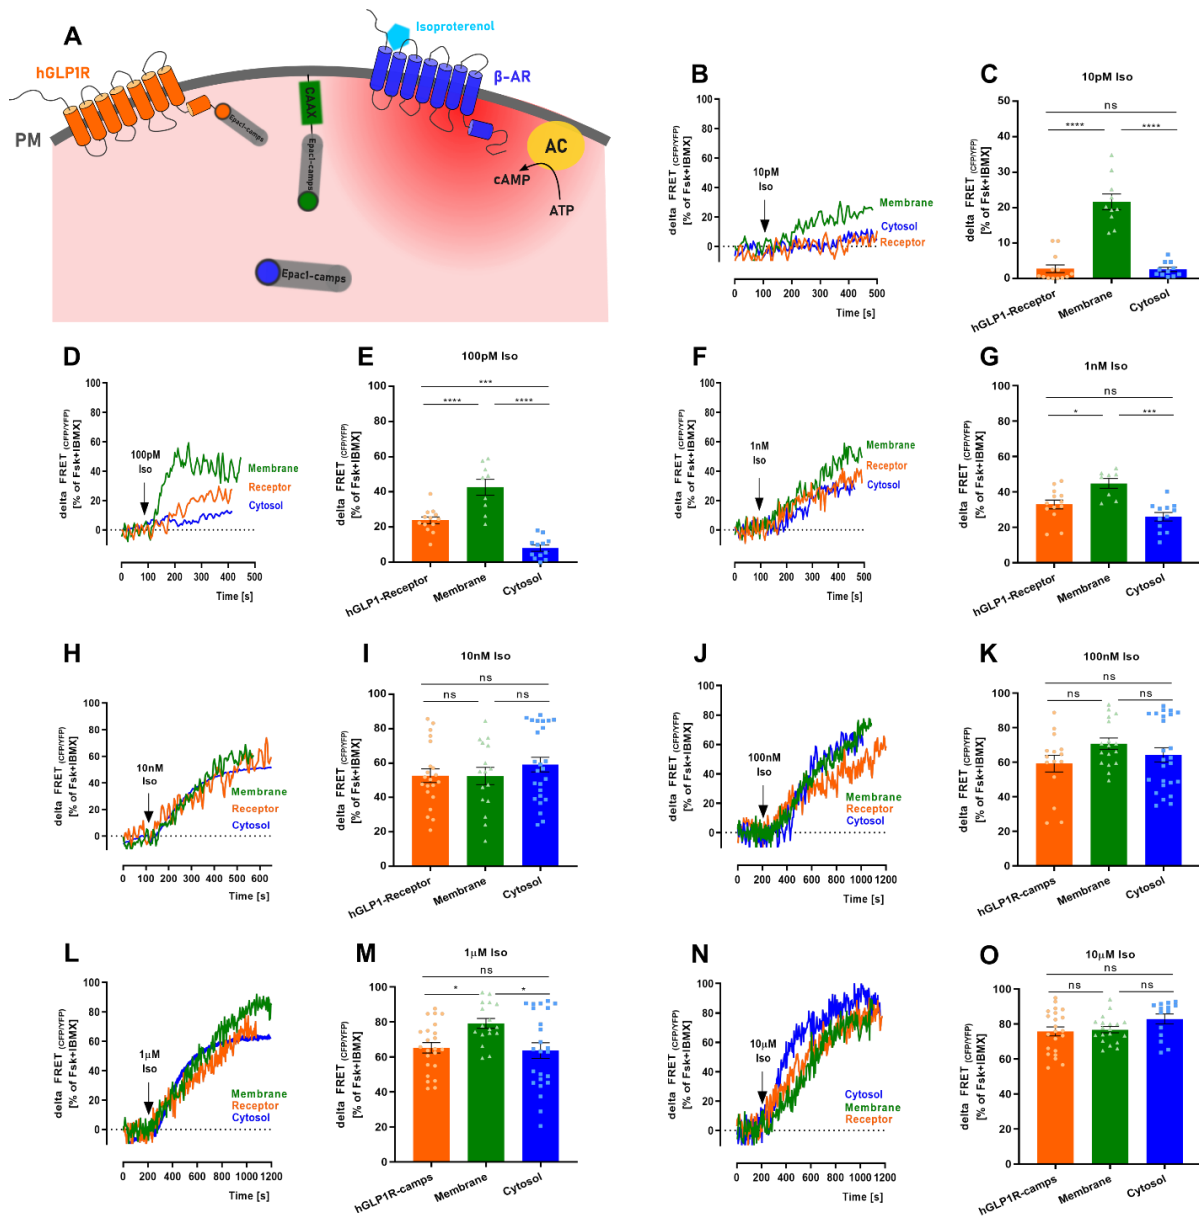 A
Isoproterenol
hGLP1R
β-AR
CAAX
PM
Epac1-camps
Epac1-camps
AC
cAMP
ATP
Epac1-camps
B
delta FRET (CFP/YFP)
[% of Fsk+IBMX]
100
80
60
40
20
0
10pM
Iso
Membrane
Cytosol
Receptor
0 100 200 300 400 500
Time [s]
C
10pM Iso
delta FRET (CFP/YFP)
[% of Fsk+IBMX]
50
40
30
20
10
0
ns
**** ****
hGLP1-Receptor Membrane Cytosol
D
delta FRET (CFP/YFP)
[% of Fsk+IBMX]
100
80
60
40
20
0
100pM
Iso
Membrane
Receptor
Cytosol
0 100 200 300 400 500
Time [s]
E
100pM Iso
delta FRET (CFP/YFP)
[% of Fsk+IBMX]
100
80
60
40
20
0
***
**** ****
hGLP1-Receptor Membrane Cytosol
F
delta FRET (CFP/YFP)
[% of Fsk+IBMX]
100
80
60
40
20
0
1nM
Iso
Membrane
Receptor
Cytosol
0 100 200 300 400 500
Time [s]
G
1nM Iso
delta FRET (CFP/YFP)
[% of Fsk+IBMX]
100
80
60
40
20
0
ns
* ***
hGLP1-Receptor Membrane Cytosol
H
delta FRET (CFP/YFP)
[% of Fsk+IBMX]
100
80
60
40
20
0
10nM
Iso
Membrane
Receptor
Cytosol
0 100 200 300 400 500 600
Time [s]
I
10nM Iso
delta FRET (CFP/YFP)
[% of Fsk+IBMX]
100
80
60
40
20
0
ns
ns ns
hGLP1-Receptor Membrane Cytosol
J
delta FRET (CFP/YFP)
[% of Fsk+IBMX]
100
80
60
40
20
0
100nM
Iso
Membrane
Receptor
Cytosol
0 200 400 600 800 1000 1200
Time [s]
K
100nM Iso
delta FRET (CFP/YFP)
[% of Fsk+IBMX]
100
80
60
40
20
0
ns
ns ns
hGLP1R-camps Membrane Cytosol
L
delta FRET (CFP/YFP)
[% of Fsk+IBMX]
100
80
60
40
20
0
1µM
Iso
Membrane
Receptor
Cytosol
0 200 400 600 800 1000 1200
Time [s]
M
1µM Iso
delta FRET (CFP/YFP)
[% of Fsk+IBMX]
100
80
60
40
20
0
ns
* *
hGLP1R-camps Membrane Cytosol
N
delta FRET (CFP/YFP)
[% of Fsk+IBMX]
100
80
60
40
20
0
10µM
Iso
Cytosol
Membrane
Receptor
0 200 400 600 800 1000 1200
Time [s]
O
10µM Iso
delta FRET (CFP/YFP)
[% of Fsk+IBMX]
100
80
60
40
20
0
ns
ns ns
hGLP1R-camps Membrane Cytosol